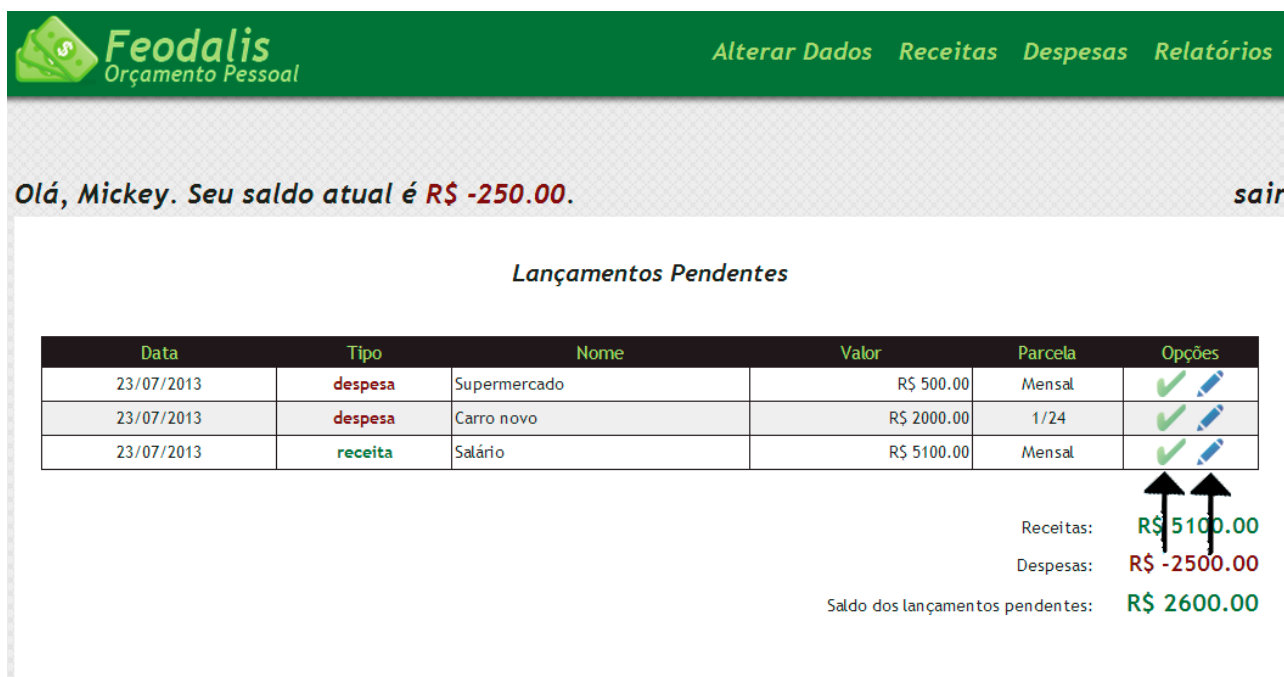 Feodalis
Orçamento Pessoal
Alterar Dados Receitas Despesas Relatórios
Olá, Mickey. Seu saldo atual é R$ -250.00.
sair
Lançamentos Pendentes
Data Tipo Nome Valor Parcela Opções
23/07/2013 despesa Supermercado R$ 500.00 Mensal
23/07/2013 despesa Carro novo R$ 2000.00 1/24
23/07/2013 receita Salário R$ 5100.00 Mensal
Receitas: R$ 5100.00
Despesas: R$ -2500.00
Saldo dos lançamentos pendentes: R$ 2600.00